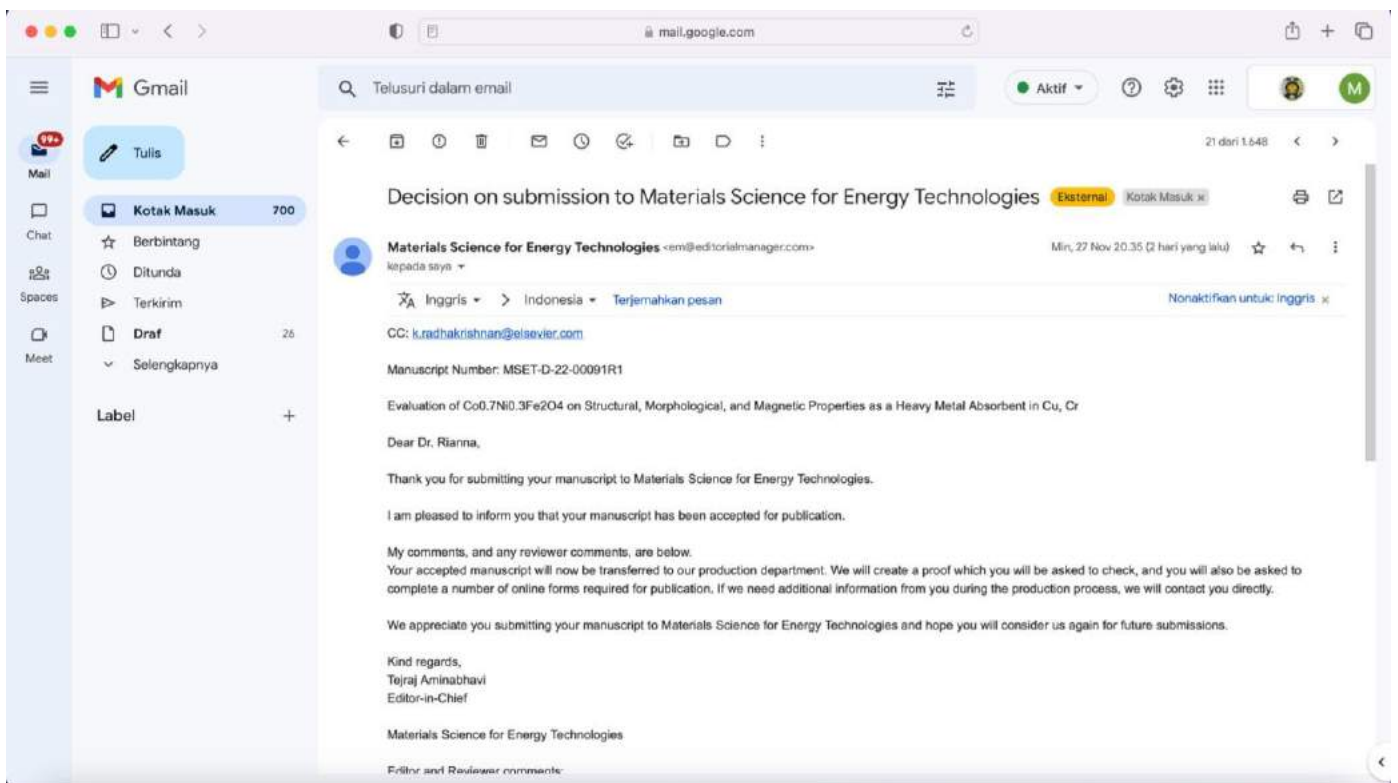 mail.google.com
Gmail
Telusuri dalam email
Aktif
M
99+
Mail
Tulis
21 dari 1.648
Chat
Kotak Masuk 700
Decision on submission to Materials Science for Energy Technologies Eksternal Kotak Masuk ×
Berbintang
Ditunda
Materials Science for Energy Technologies <em@editorialmanager.com> Min, 27 Nov 20.35 (2 hari yang lalu)
kepada saya
Spaces
Terkirim
Inggris > Indonesia Terjemahkan pesan Nonaktifkan untuk: Inggris ×
Draf 26
Meet
Selengkapnya
Label +
CC: k.radhakrishnan@elsevier.com
Manuscript Number: MSET-D-22-00091R1
Evaluation of Co0.7Ni0.3Fe2O4 on Structural, Morphological, and Magnetic Properties as a Heavy Metal Absorbent in Cu, Cr
Dear Dr. Rianna,
Thank you for submitting your manuscript to Materials Science for Energy Technologies.
I am pleased to inform you that your manuscript has been accepted for publication.
My comments, and any reviewer comments, are below.
Your accepted manuscript will now be transferred to our production department. We will create a proof which you will be asked to check, and you will also be asked to
complete a number of online forms required for publication. If we need additional information from you during the production process, we will contact you directly.
We appreciate you submitting your manuscript to Materials Science for Energy Technologies and hope you will consider us again for future submissions.
Kind regards,
Tejraj Aminabhavi
Editor-in-Chief
Materials Science for Energy Technologies
Editor and Reviewer comments: